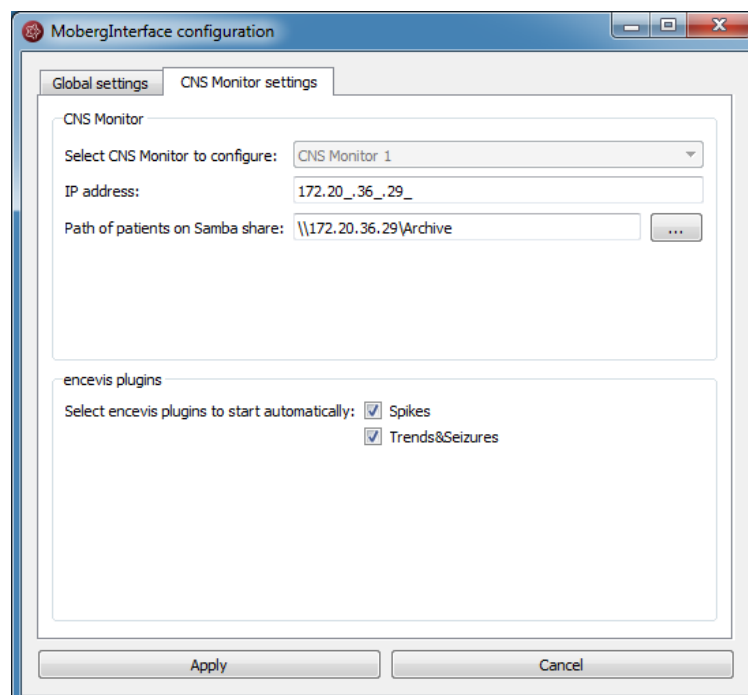 MobergInterface configuration
Global settings
CNS Monitor settings
CNS Monitor
Select CNS Monitor to configure: CNS Monitor 1
IP address: 172.20_.36_.29_
Path of patients on Samba share: \\172.20.36.29\Archive ...
encevis plugins
Select encevis plugins to start automatically: Spikes
Trends&Seizures
Apply Cancel